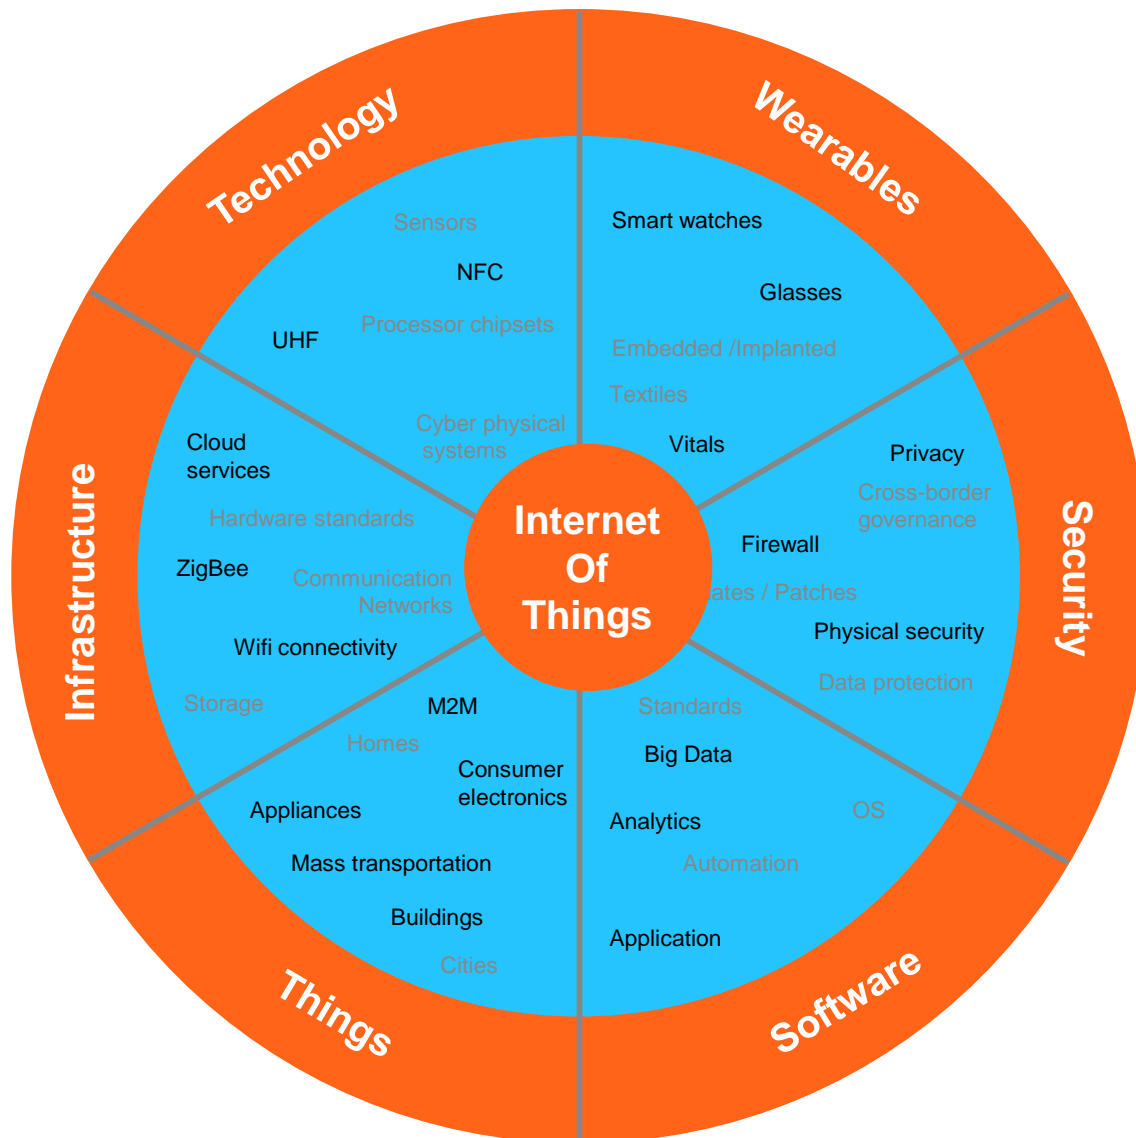 Technology
Wearables
Security
Software
Things
Infrastructure
Internet
Of
Things
Sensors
NFC
Processor chipsets
UHF
Cyber physical
systems
Smart watches
Glasses
Embedded /Implanted
Textiles
Vitals
Privacy
Cross-border
governance
Firewall
ates / Patches
Physical security
Data protection
Standards
Big Data
OS
Analytics
Automation
Application
M2M
Homes
Consumer
electronics
Appliances
Mass transportation
Buildings
Cities
Cloud
services
Hardware standards
ZigBee
Communication
Networks
Wifi connectivity
Storage